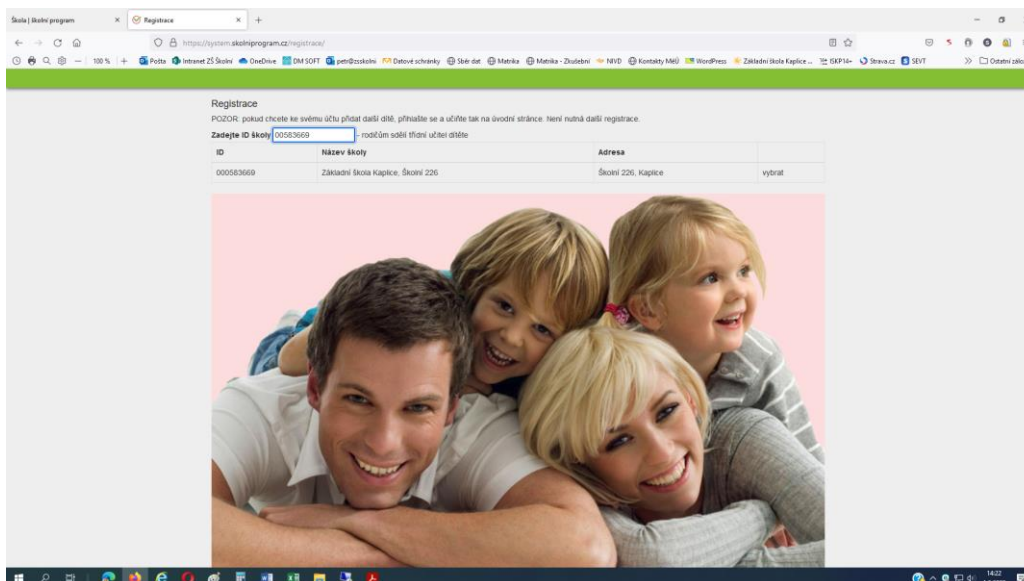 Škola | školní program
Registrace
https://system.skolniprogram.cz/registrace/
100 %
Pošta Intranet ZŠ Školní OneDrive DM SOFT petr@zsskolni Datové schránky Sběr dat Matrika Matrika - Zkušební NIVD Kontakty MěÚ WordPress Základní škola Kaplice ... ISKP14+ Strava.cz SEVT
Registrace
POZOR: pokud chcete ke svému účtu přidat další dítě, přihlašte se a učiňte tak na úvodní stránce. Není nutná další registrace.
Zadejte ID školy 00583669 - rodičům sdělí třídní učitel dítěte
ID Název školy Adresa
000583669 Základní škola Kaplice, Školní 226 Školní 226, Kaplice vybrat
14:22